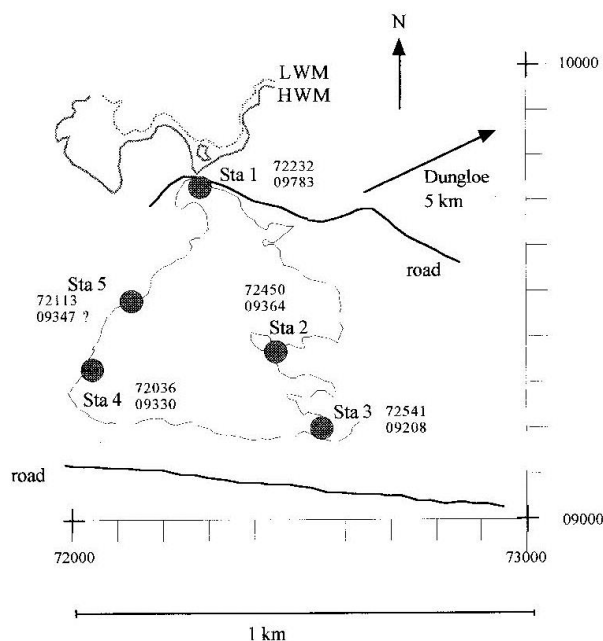 N
10000
LWM
HWM
Sta 1
72232
09783
Dungloe
5 km
road
Sta 5
72113
09347 ?
72450
09364
Sta 2
Sta 4
72036
09330
Sta 3
72541
09208
road
09000
72000
73000
1 km